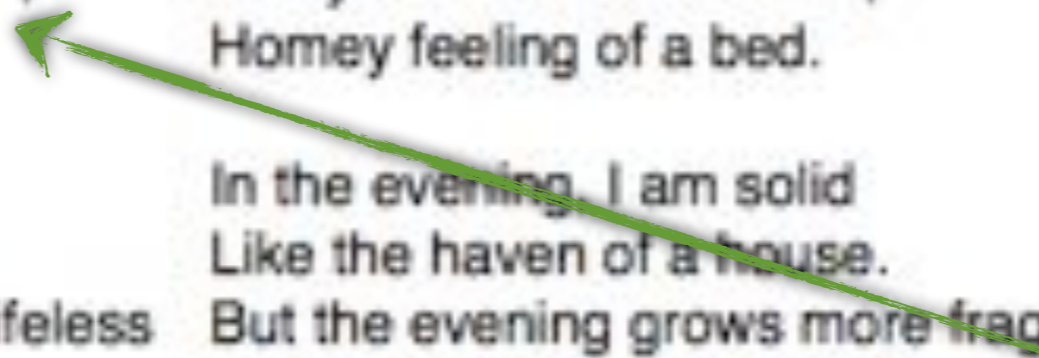 Homey feeling of a bed.
In the evening, I am solid
Like the haven of a house.
But the evening grows more